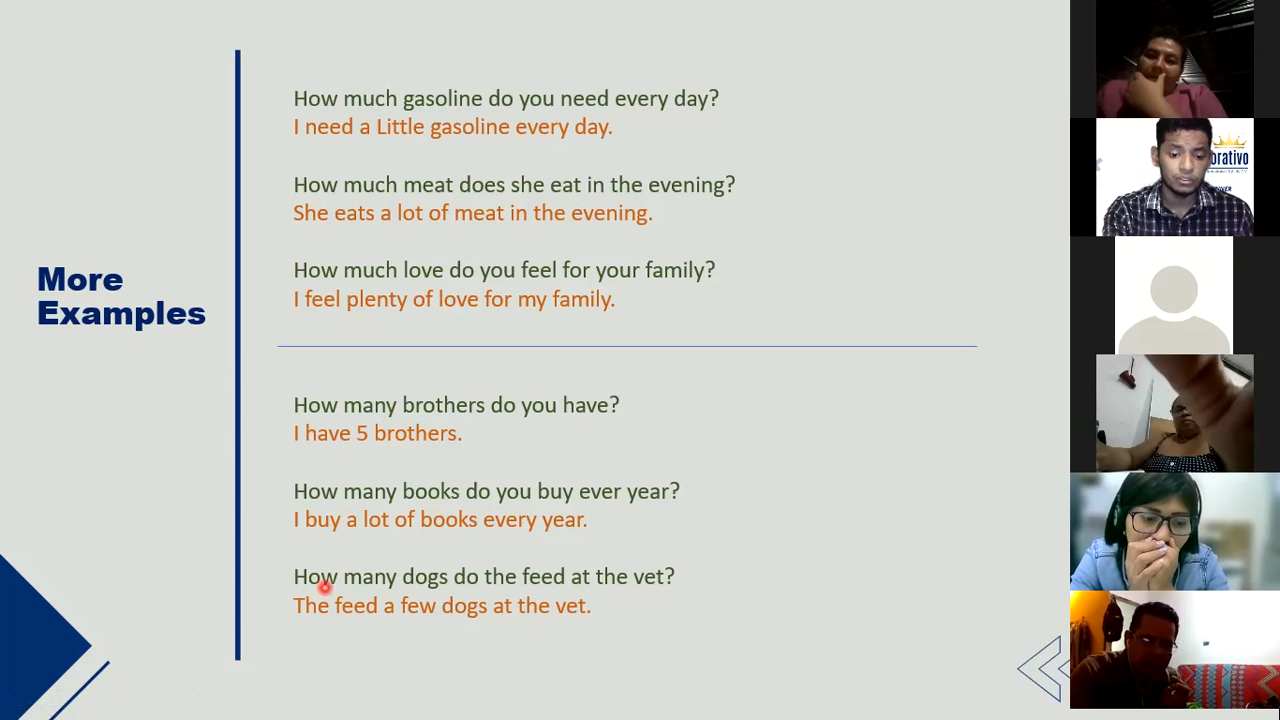 More
Examples
How much gasoline do you need every day?
I need a Little gasoline every day.
How much meat does she eat in the evening?
She eats a lot of meat in the evening.
How much love do you feel for your family?
I feel plenty of love for my family.
How many brothers do you have?
I have 5 brothers.
How many books do you buy ever year?
I buy a lot of books every year.
How many dogs do the feed at the vet?
The feed a few dogs at the vet.
orativo